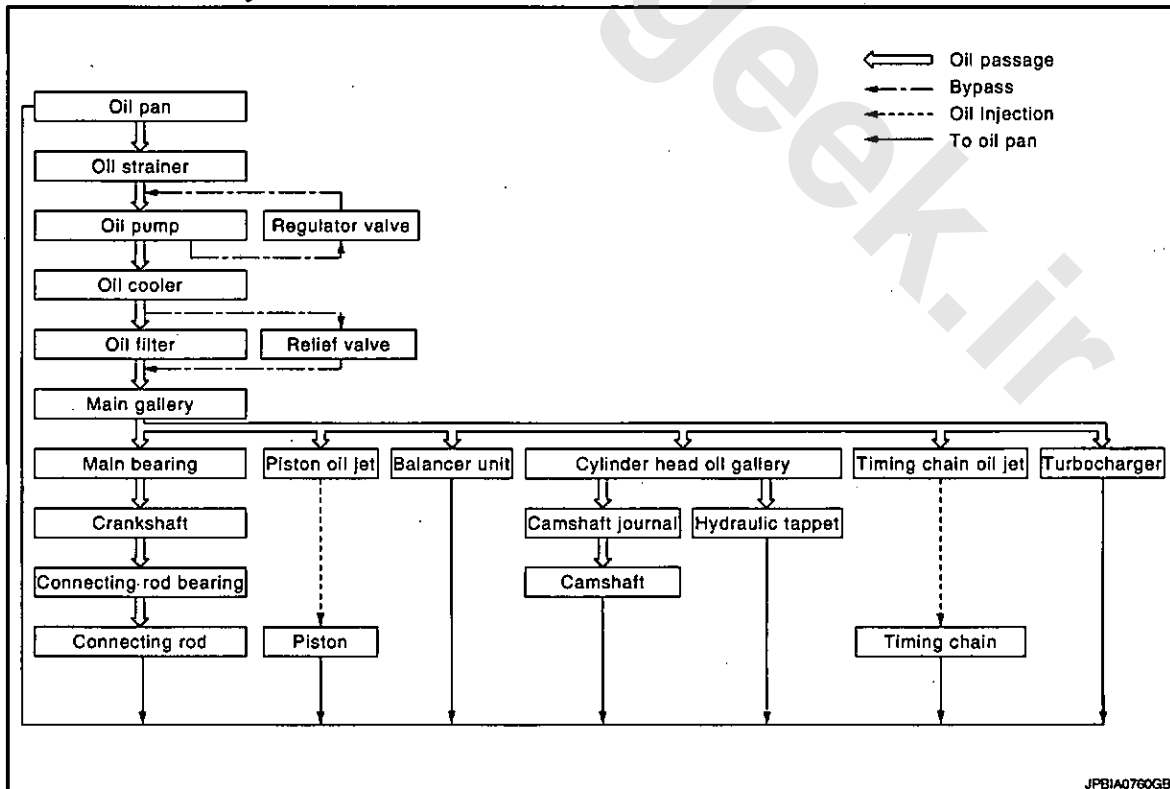 geek.ir
Oil passage
Bypass
Oil Injection
To oil pan
Oil pan
Oil strainer
Oil pump
Regulator valve
Oil cooler
Oil filter
Relief valve
Main gallery
Main bearing
Piston oil jet
Balancer unit
Cylinder head oil gallery
Timing chain oil jet
Turbocharger
Crankshaft
Camshaft journal
Hydraulic tappet
Connecting rod bearing
Camshaft
Connecting rod
Piston
Timing chain
JPBIA0760GB